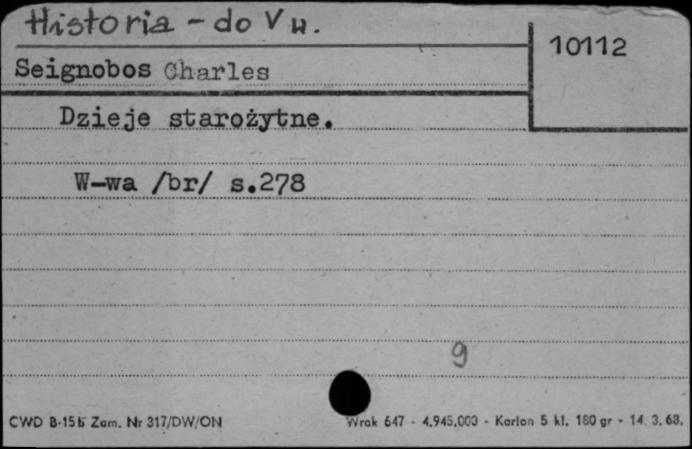 Historia - do V w.
10112
Seignobos Charles
Dzieje starożytne.
W-wa /br/ s.278
9
CWD B-15b Zam. Nr 317/DW/ON
Wrak 647 - 4.945.000 - Karton 5 kl. 180 gr - 14. 3. 63.